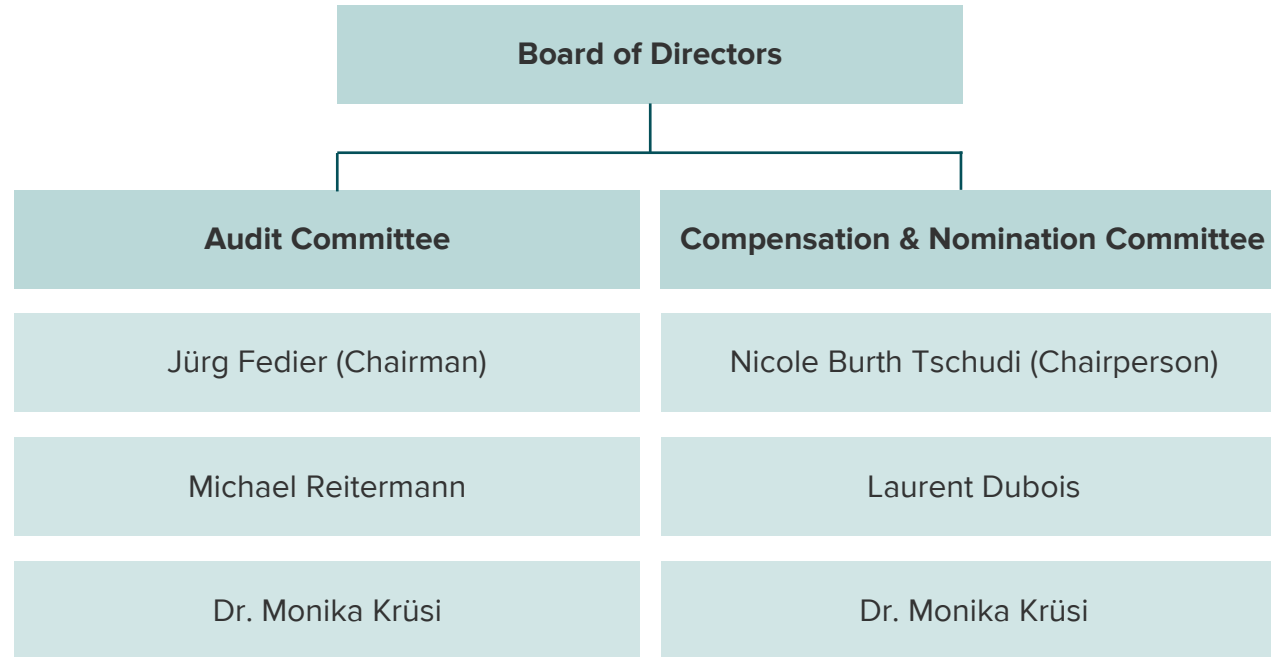 Board of Directors
Audit Committee
Compensation & Nomination Committee
Jürg Fedier (Chairman)
Nicole Burth Tschudi (Chairperson)
Michael Reitermann
Laurent Dubois
Dr. Monika Krüsi
Dr. Monika Krüsi